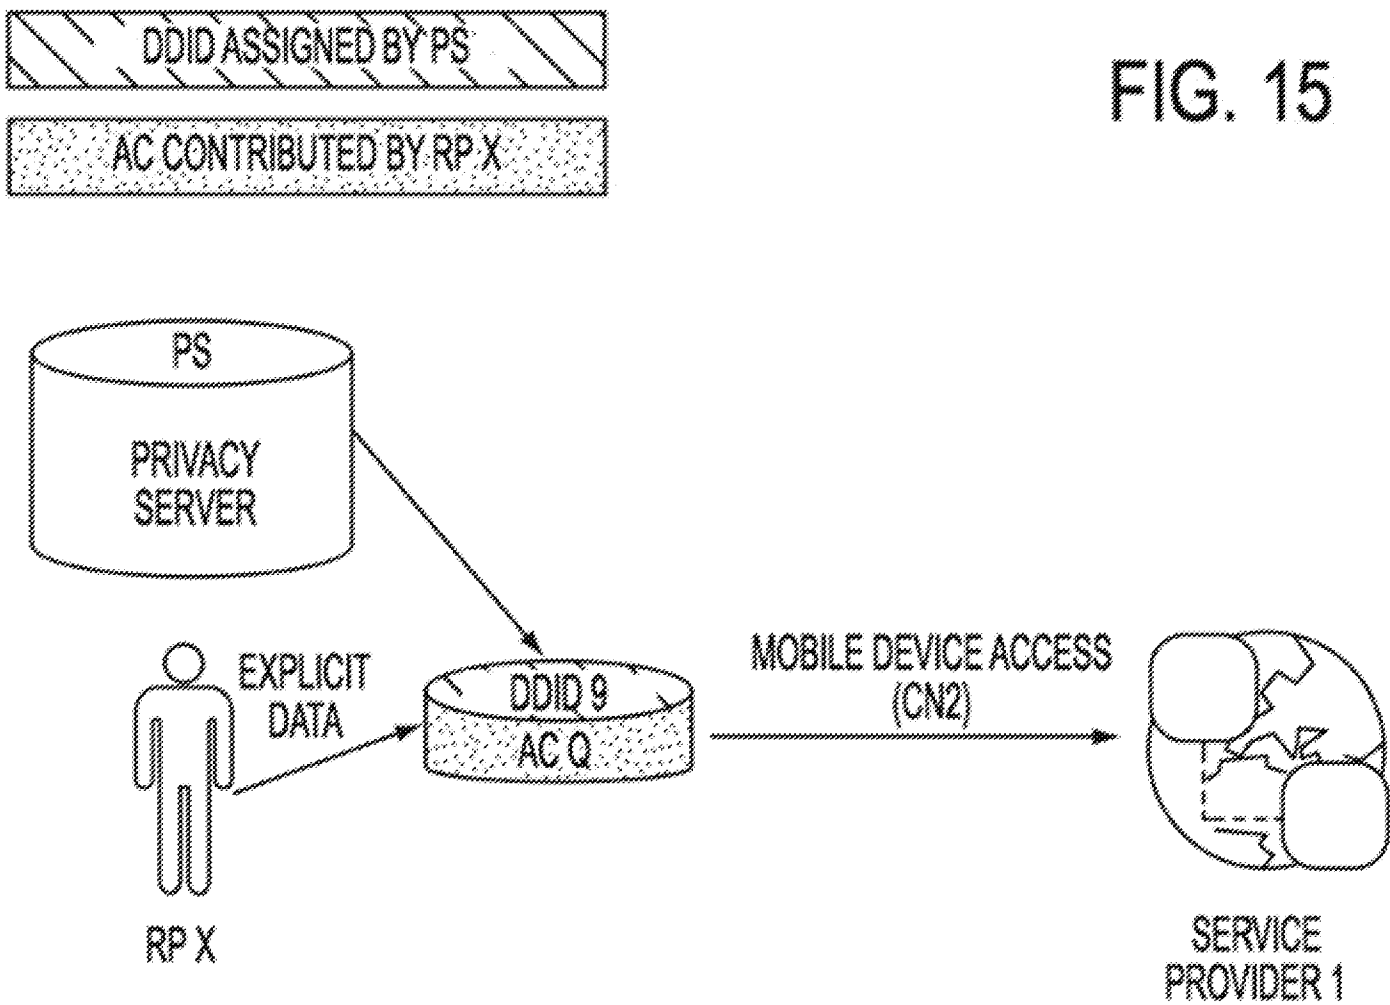 DDID ASSIGNED BY PS
FIG. 15
AC CONTRIBUTED BY RP X
PS
PRIVACY
SERVER
EXPLICIT
DATA
DDID 9
AC Q
MOBILE DEVICE ACCESS
(CN2)
RP X
SERVICE
PROVIDER 1